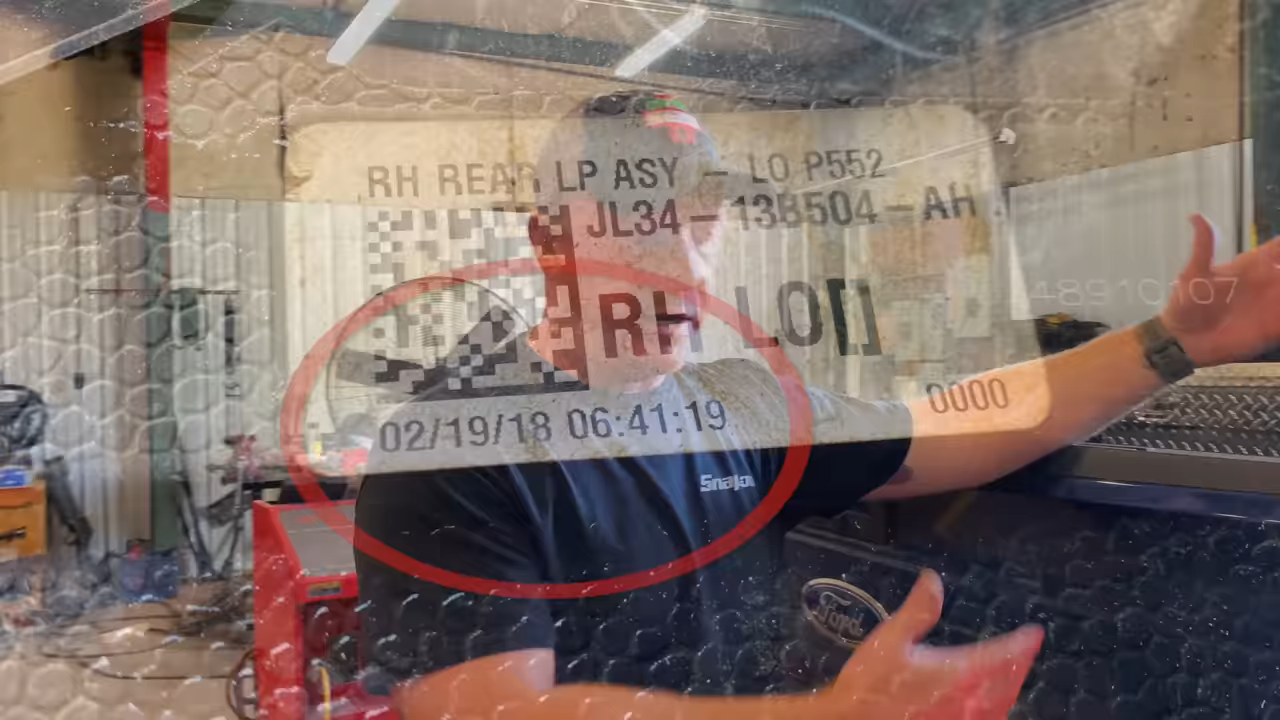 RH REAR LP ASY - LO P552
JL34-13B504-AH
RH LO[]
48910107
0000
02/19/18 06:41:19
Snap-on
Ford